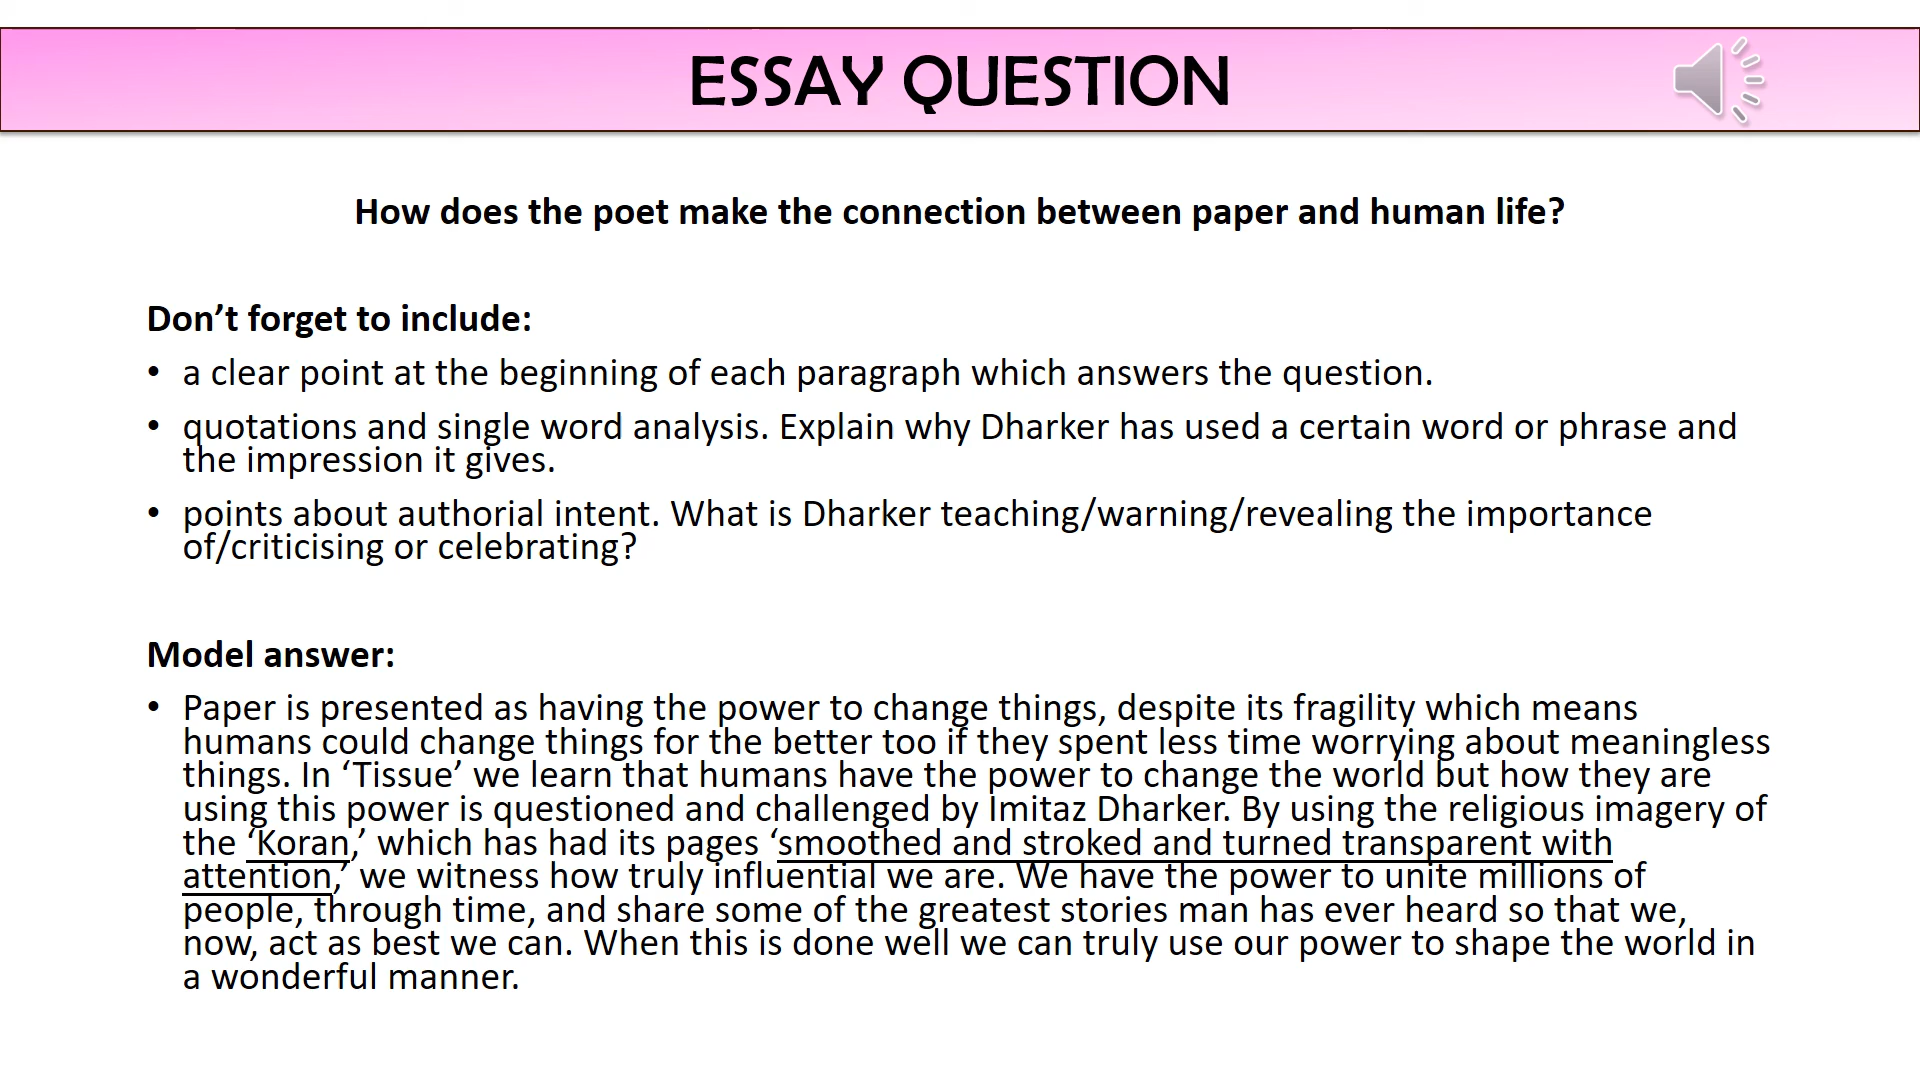 ESSAY QUESTION
How does the poet make the connection between paper and human life?
Don’t forget to include:
• a clear point at the beginning of each paragraph which answers the question.
• quotations and single word analysis. Explain why Dharker has used a certain word or phrase and
the impression it gives.
• points about authorial intent. What is Dharker teaching/warning/revealing the importance
of/criticising or celebrating?
Model answer:
• Paper is presented as having the power to change things, despite its fragility which means
humans could change things for the better too if they spent less time worrying about meaningless
things. In ‘Tissue’ we learn that humans have the power to change the world but how they are
using this power is questioned and challenged by Imitaz Dharker. By using the religious imagery of
the ‘Koran,’ which has had its pages ‘smoothed and stroked and turned transparent with
attention,’ we witness how truly influential we are. We have the power to unite millions of
people, through time, and share some of the greatest stories man has ever heard so that we,
now, act as best we can. When this is done well we can truly use our power to shape the world in
a wonderful manner.